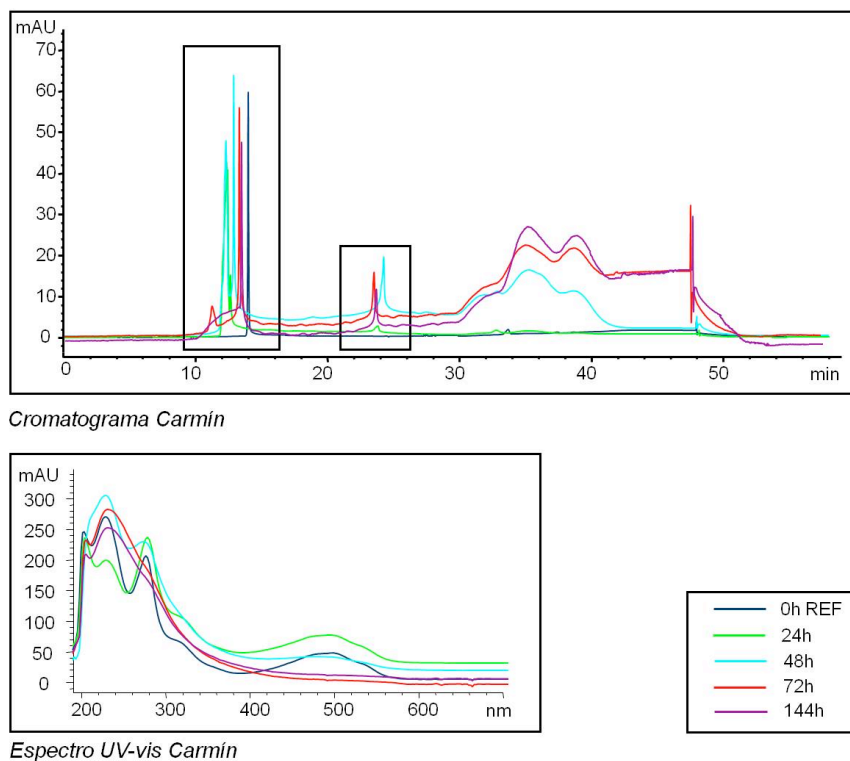 mAU
70
60
50
40
30
20
10
0
0 10 20 30 40 50 min
Cromatograma Carmín
mAU
300
250
200
150
100
50
0
200 300 400 500 600 nm
0h REF
24h
48h
72h
144h
Espectro UV-vis Carmín